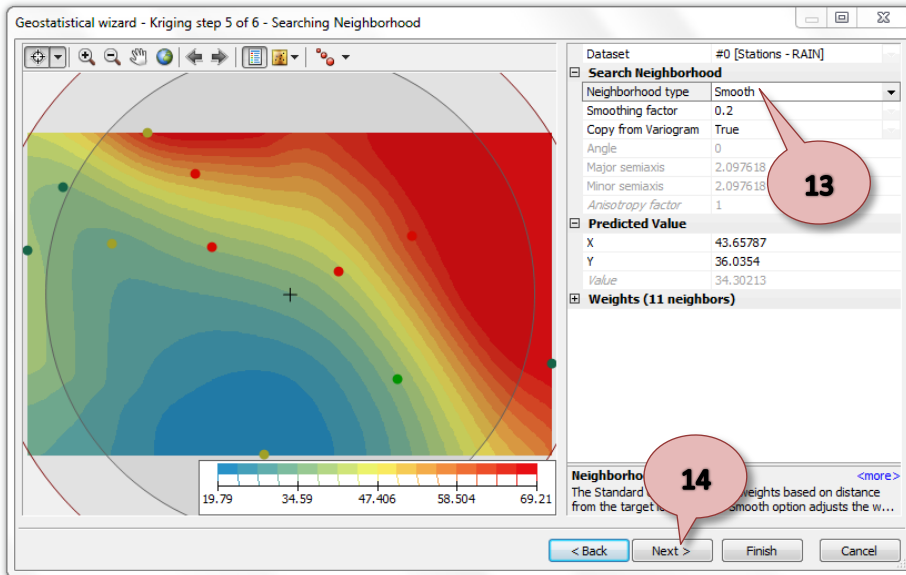 Geostatistical wizard - Kriging step 5 of 6 - Searching Neighborhood
Dataset #0 [Stations - RAIN]
Search Neighborhood
Neighborhood type Smooth
Smoothing factor 0.2
Copy from Variogram True
Angle 0
Major semiaxis 2.097618
Minor semiaxis 2.097618
Anisotropy factor 1
13
Predicted Value
X 43.65787
Y 36.0354
Value 34.30213
Weights (11 neighbors)
19.79 34.59 47.406 58.504 69.21
14
<more>
The Standard weights based on distance
from the target Smooth option adjusts the w...
< Back Next > Finish Cancel